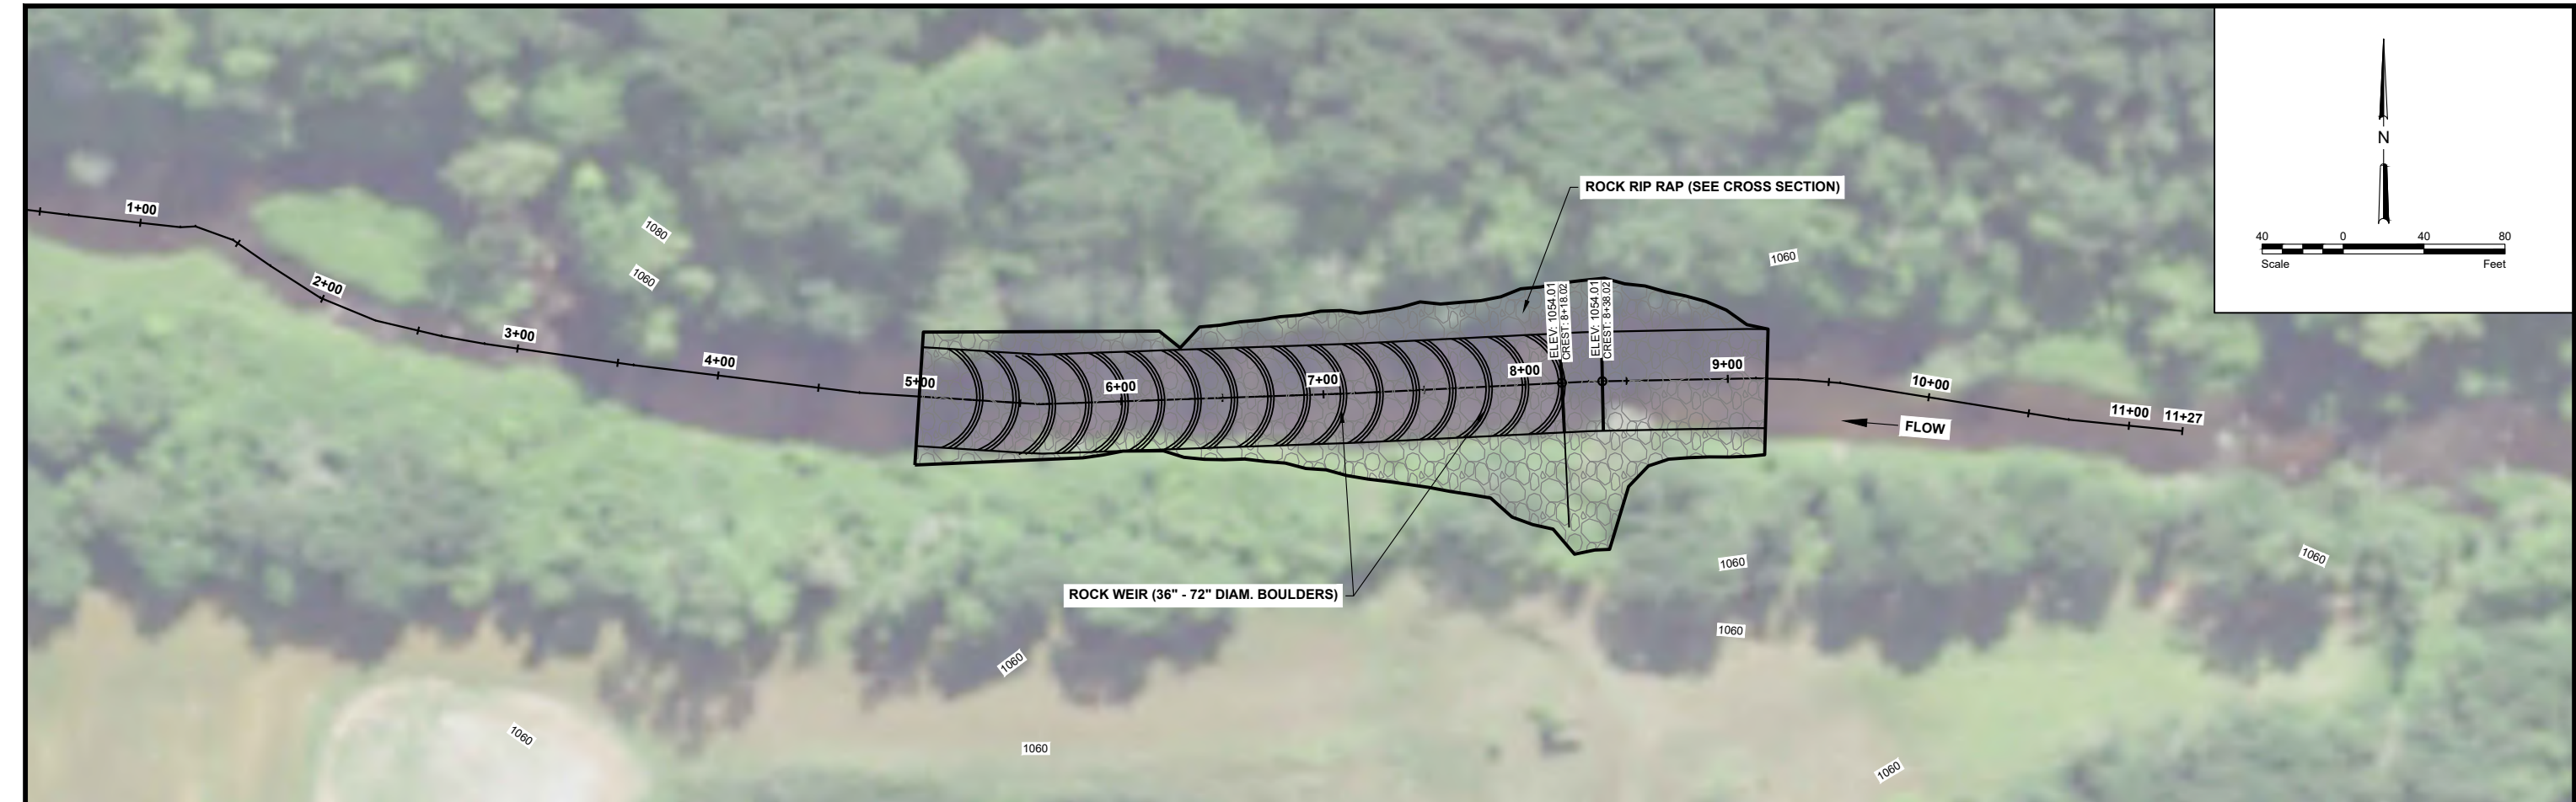 N
40 0 40 80
Scale Feet
ROCK RIP RAP (SEE CROSS SECTION)
1+00
1080
1060
1060
2+00
ELEV: 1054.01
CREST: 8+18.02
ELEV: 1054.01
CREST: 8+38.02
3+00
4+00
5+00
6+00
7+00
8+00
9+00
10+00
11+00
11+27
FLOW
1060
1060
ROCK WEIR (36" - 72" DIAM. BOULDERS)
1060
1060
1060
1060
1060